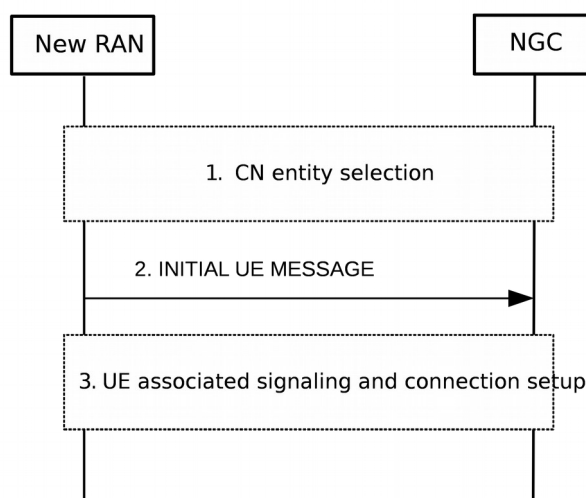 New RAN
NGC
1. CN entity selection
2. INITIAL UE MESSAGE
3. UE associated signaling and connection setup